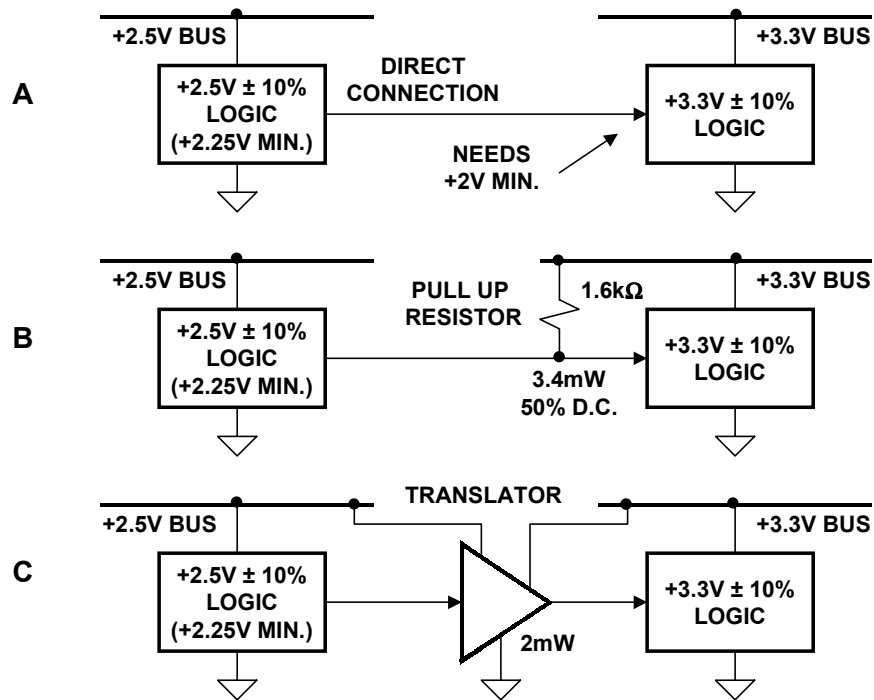 +2.5V BUS
+3.3V BUS
A
+2.5V ± 10%
LOGIC
(+2.25V MIN.)
DIRECT
CONNECTION
NEEDS
+2V MIN.
+3.3V ± 10%
LOGIC
+2.5V BUS
+3.3V BUS
B
+2.5V ± 10%
LOGIC
(+2.25V MIN.)
PULL UP
RESISTOR
1.6kΩ
3.4mW
50% D.C.
+3.3V ± 10%
LOGIC
TRANSLATOR
+2.5V BUS
+3.3V BUS
C
+2.5V ± 10%
LOGIC
(+2.25V MIN.)
2mW
+3.3V ± 10%
LOGIC